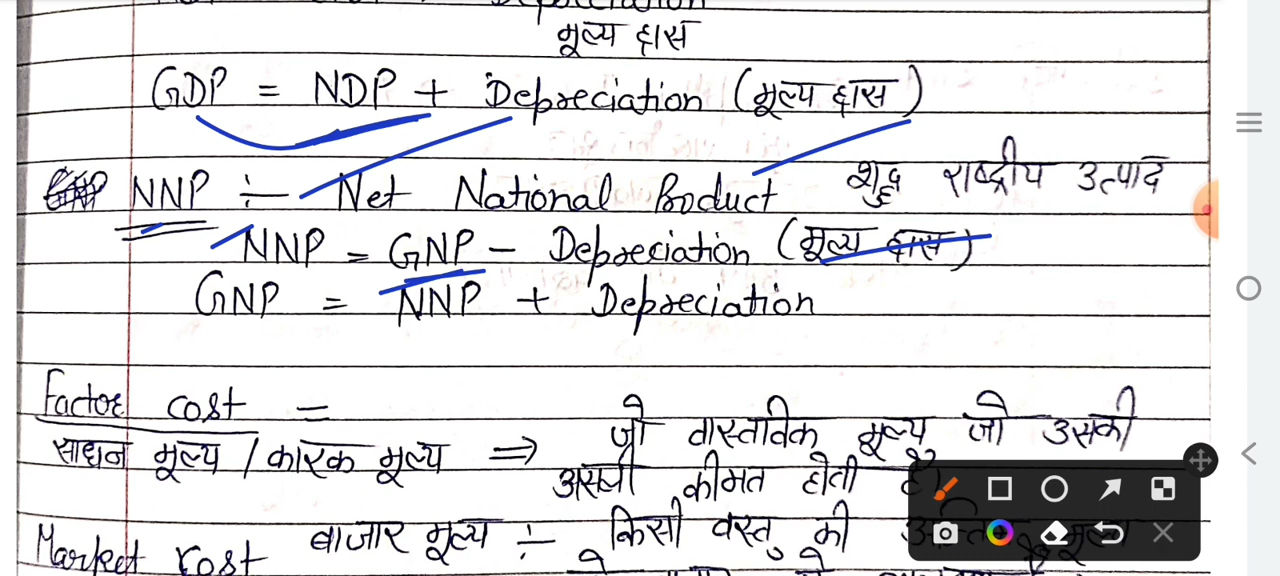 Depreciation
मूल्य ह्रास
GDP = NDP + Depreciation (मूल्य ह्रास)
NNP ÷ Net National Product शुद्ध राष्ट्रीय उत्पाद
NNP = GNP - Depreciation (मूल्य ह्रास)
GNP = NNP + Depreciation
Factor cost =
साधन मूल्य / कारक मूल्य ⇒ जो वास्तविक मूल्य जो उसकी
असली कीमत होती है।
Market cost बाजार मूल्य ÷ किसी वस्तु की मूल्य